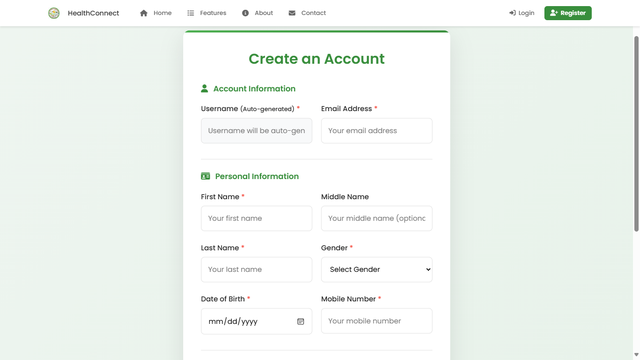 HealthConnect Home Features About Contact Login Register
Create an Account
Account Information
Username (Auto-generated) * Email Address *
Username will be auto-gen Your email address
Personal Information
First Name * Middle Name
Your first name Your middle name (optiona
Last Name * Gender *
Your last name Select Gender
Date of Birth * Mobile Number *
mm/dd/yyyy Your mobile number